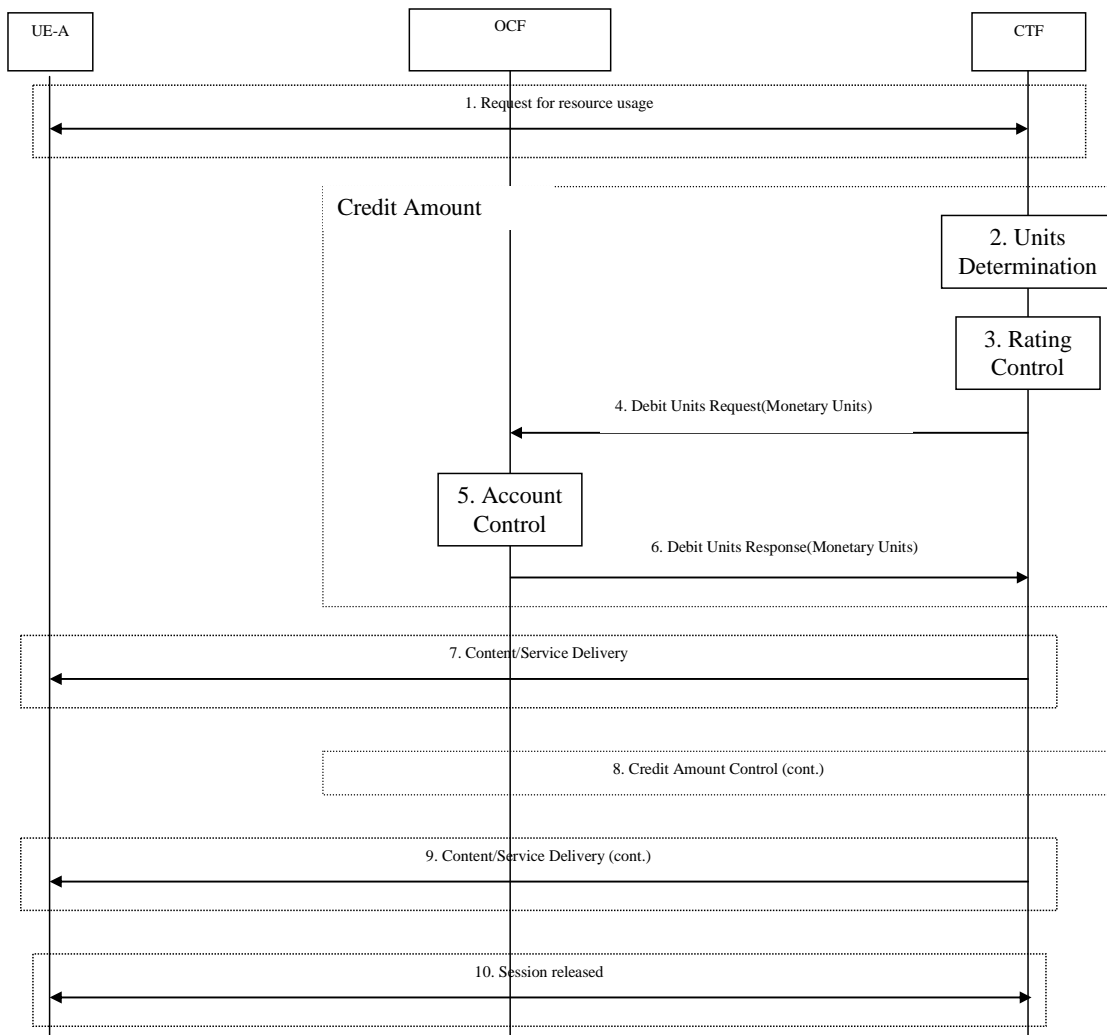 UE-A
OCF
CTF
1. Request for resource usage
Credit Amount
2. Units
Determination
3. Rating
Control
4. Debit Units Request(Monetary Units)
5. Account
Control
6. Debit Units Response(Monetary Units)
7. Content/Service Delivery
8. Credit Amount Control (cont.)
9. Content/Service Delivery (cont.)
10. Session released